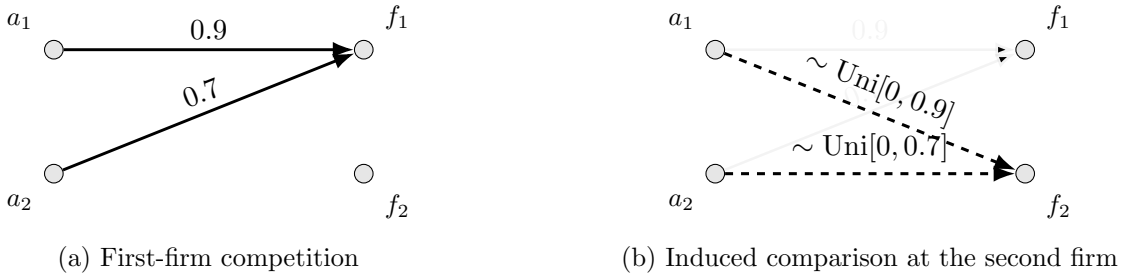 a₁ 0.9 f₁
0.7
a₂ f₂
(a) First-firm competition
a₁ 0.9 f₁
∼ Uni[0, 0.9]
∼ Uni[0, 0.7]
a₂ f₂
(b) Induced comparison at the second firm